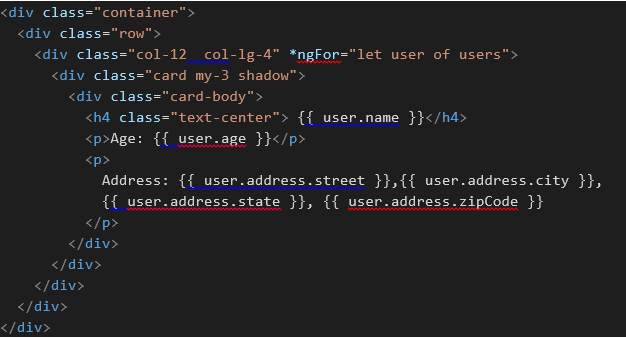 <div class="container">
<div class="row">
<div class="col-12  col-lg-4" *ngFor="let user of users">
<div class="card my-3 shadow">
<div class="card-body">
<h4 class="text-center"> {{ user.name }}</h4>
<p>Age: {{ user.age }}</p>
<p>
Address: {{ user.address.street }},{{ user.address.city }},
{{ user.address.state }}, {{ user.address.zipCode }}
</p>
</div>
</div>
</div>
</div>
</div>